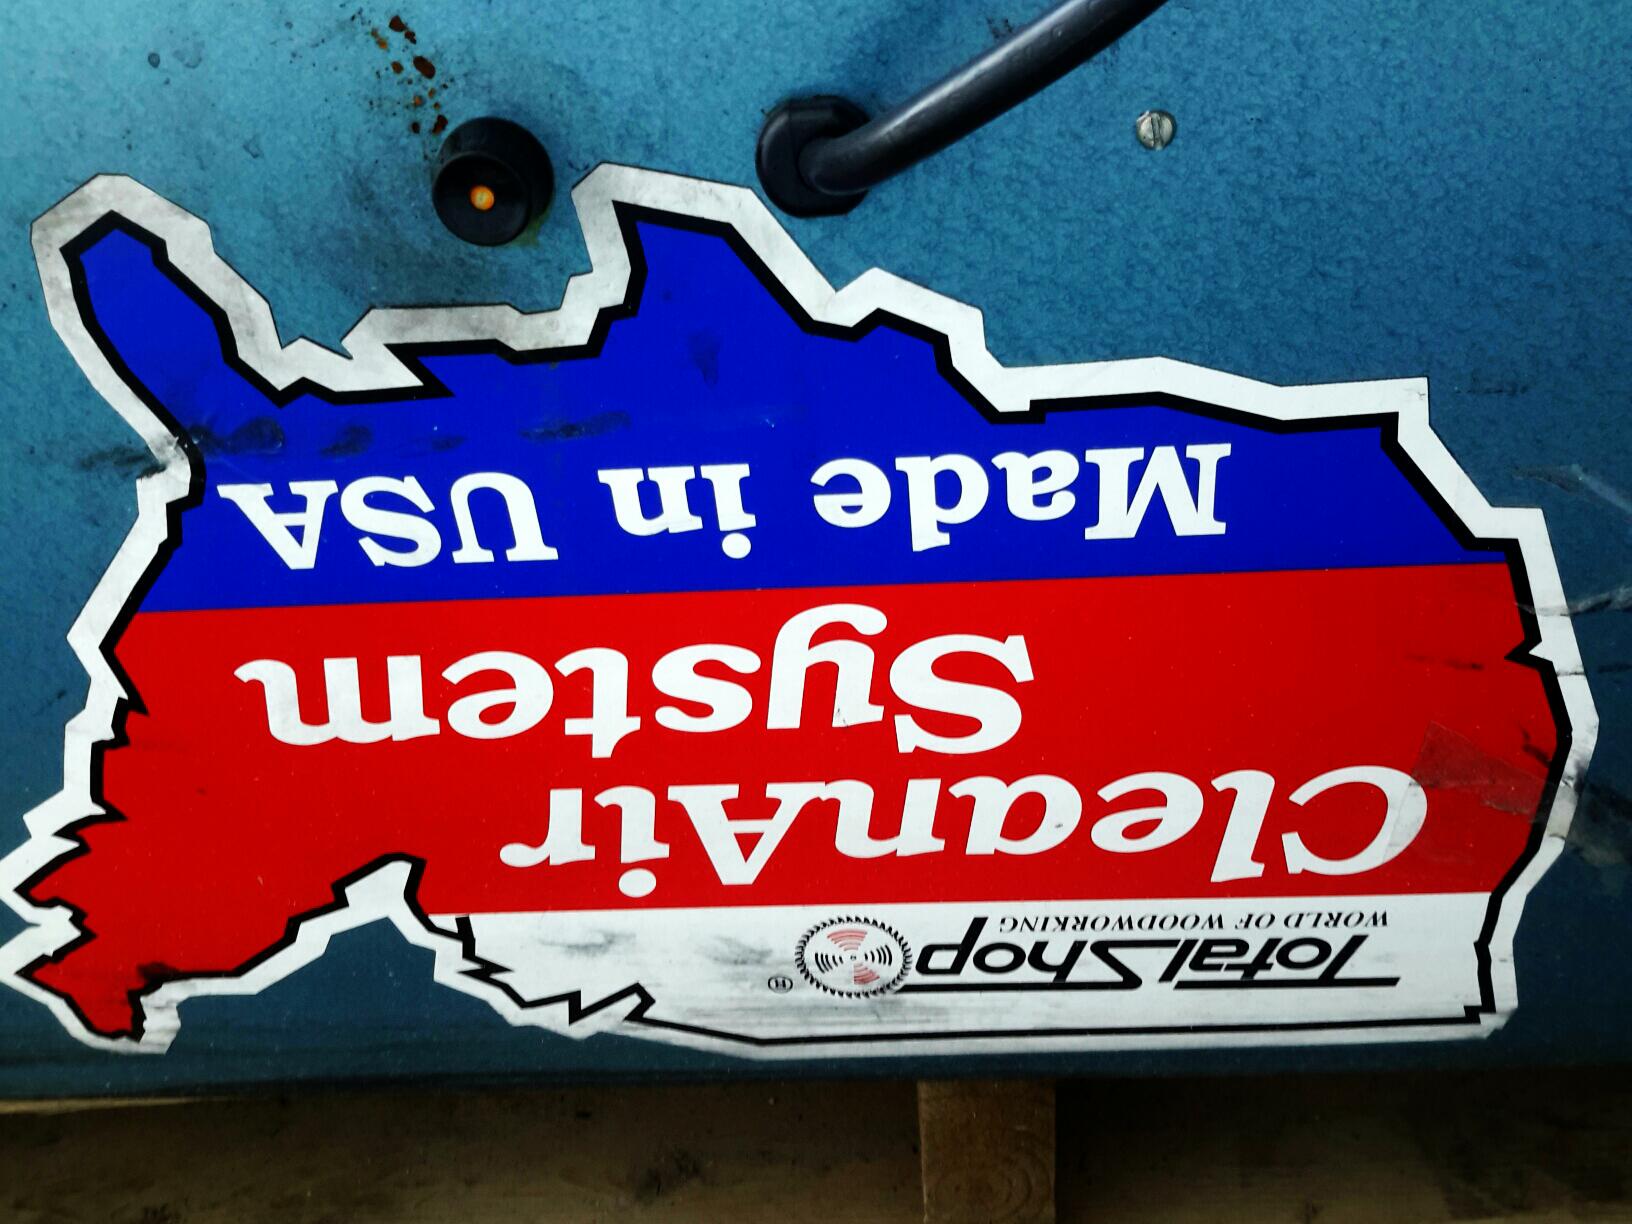 TotalShop ®
WORLD OF WOODWORKING
CleanAir
System
Made in USA